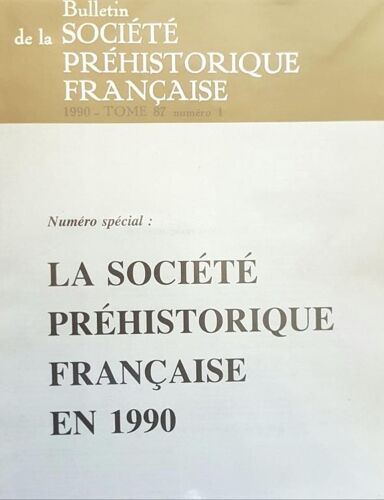 Bulletin
de la SOCIÉTÉ
PRÉHISTORIQUE
FRANÇAISE
1990 - TOME 87 numéro 1
Numéro spécial :
LA SOCIÉTÉ
PRÉHISTORIQUE
FRANÇAISE
EN 1990